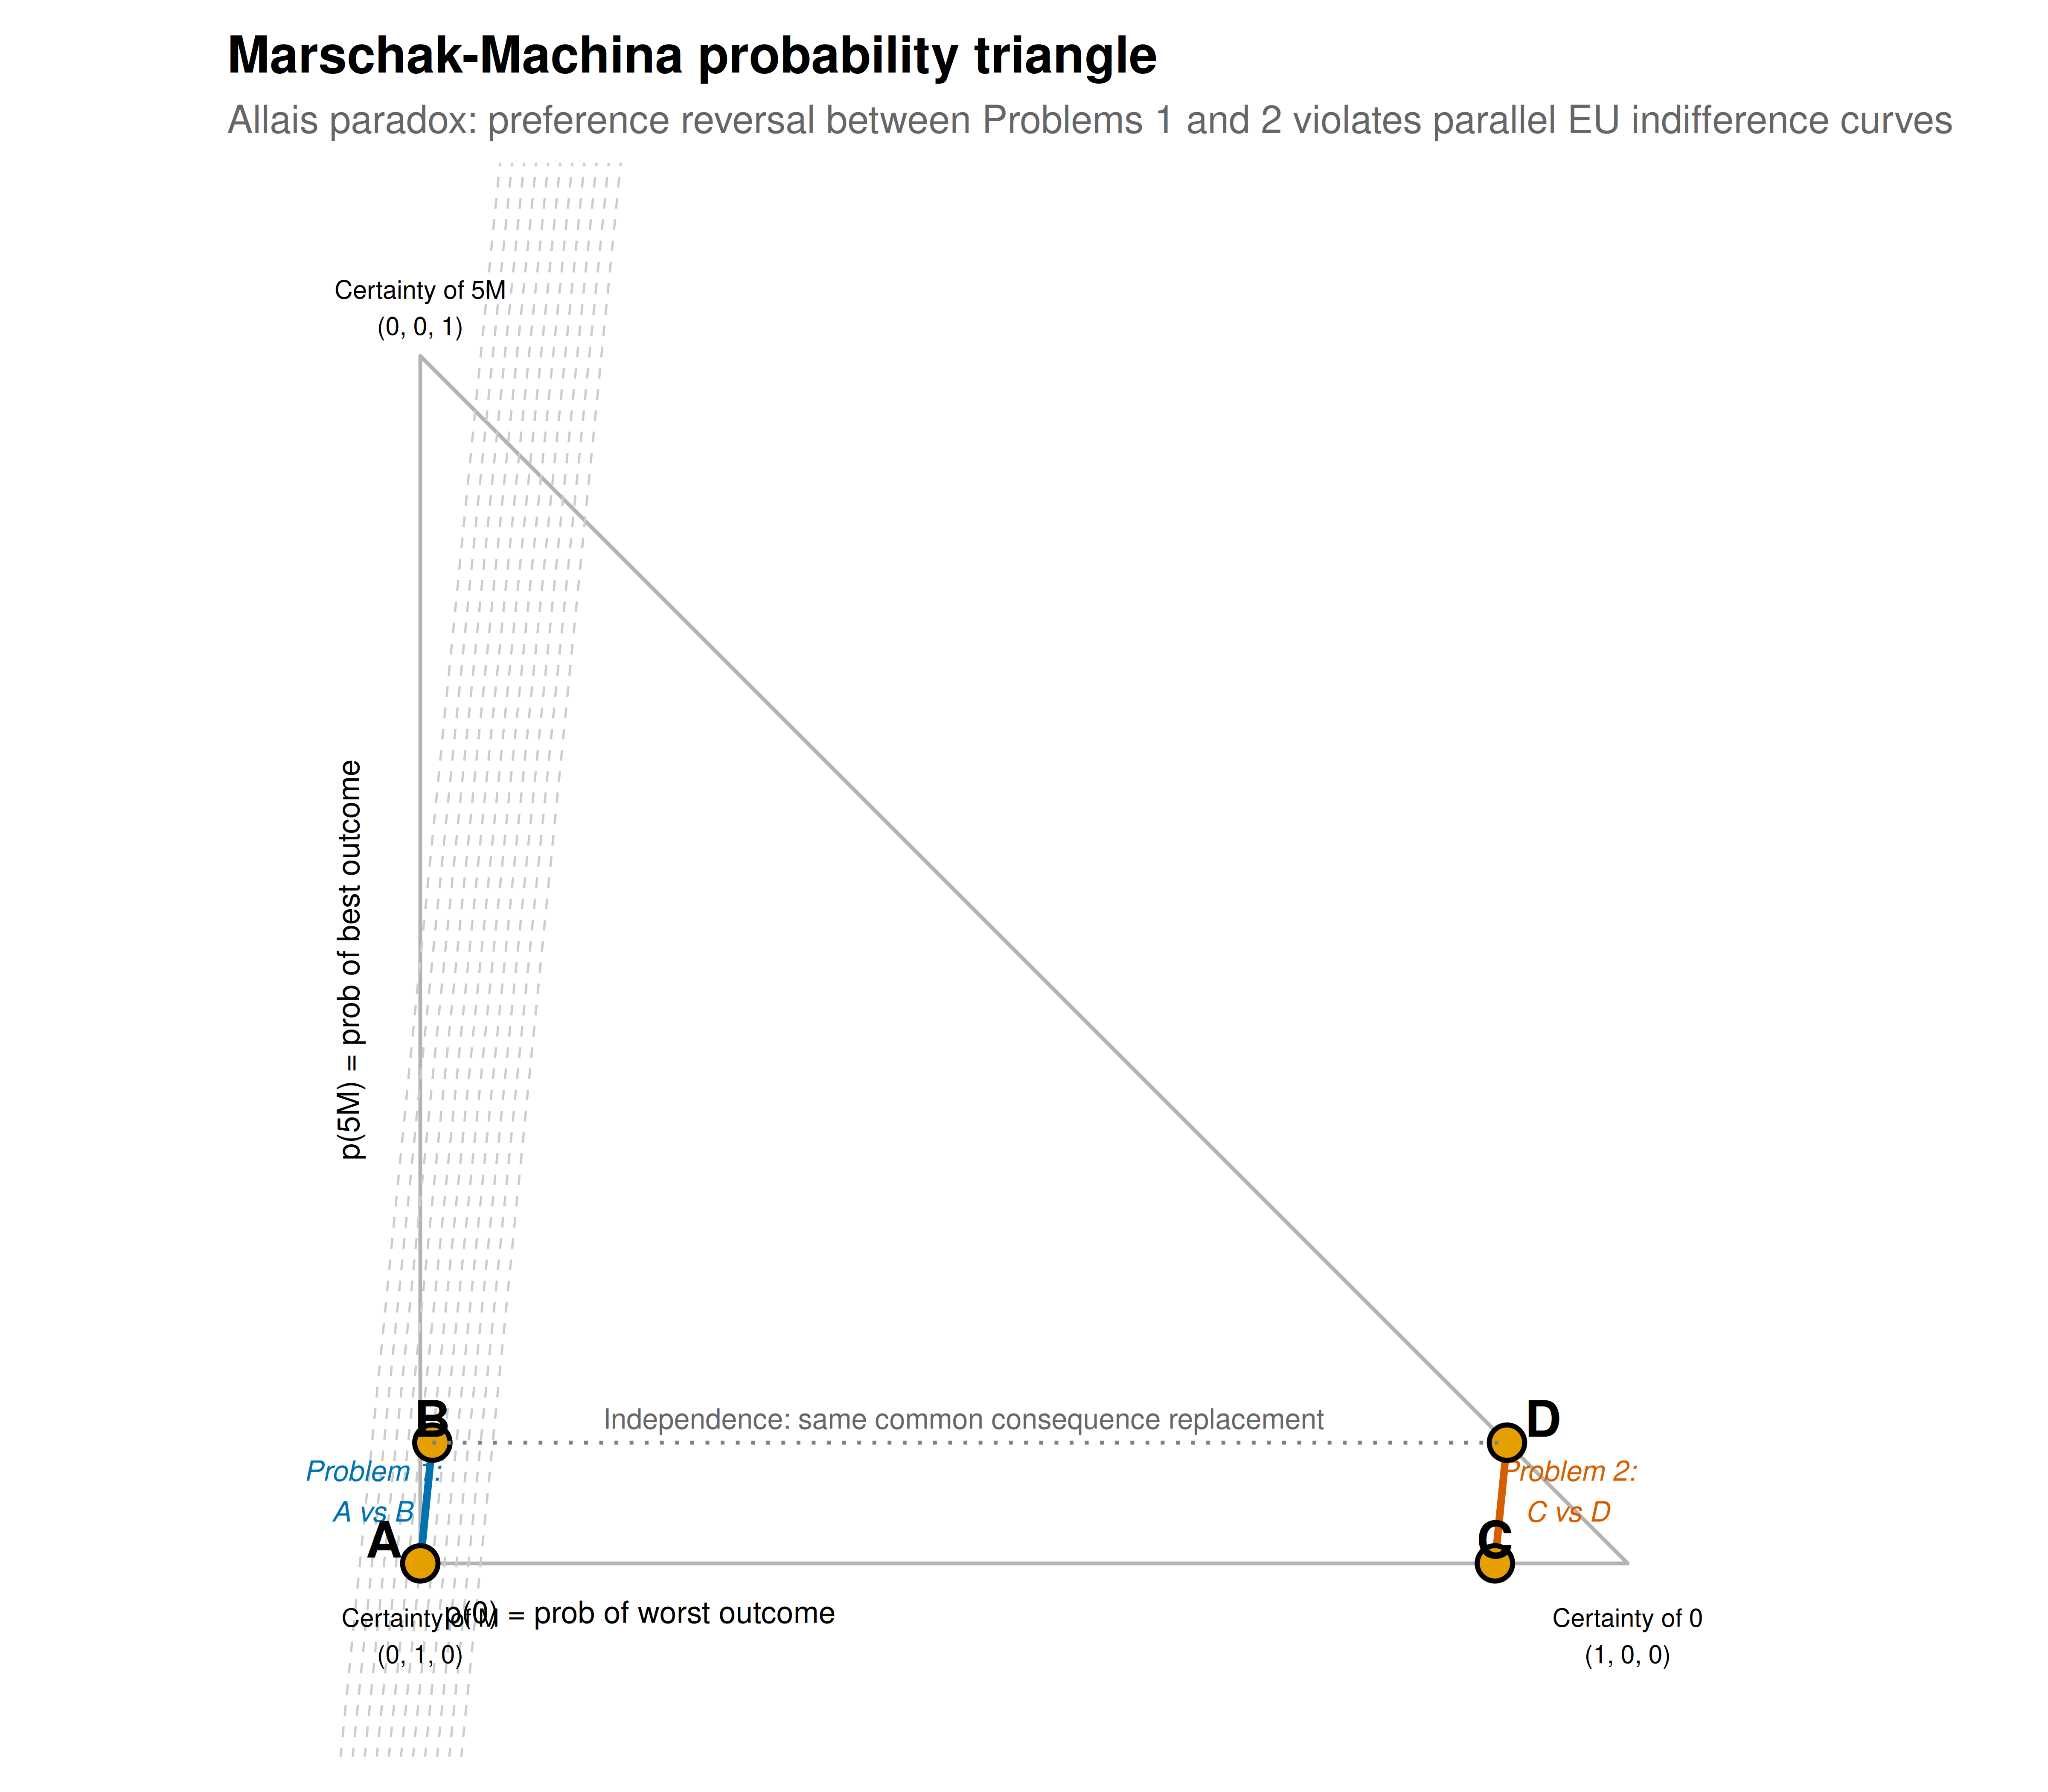 Marschak-Machina probability triangle
Allais paradox: preference reversal between Problems 1 and 2 violates parallel EU indifference curves
Certainty of 5M
(0, 0, 1)
p(5M) = prob of best outcome
B
Independence: same common consequence replacement
D
Problem 1:
A vs B
Problem 2:
C vs D
A
C
Certainty of M
(0, 1, 0)
p(0) = prob of worst outcome
Certainty of 0
(1, 0, 0)